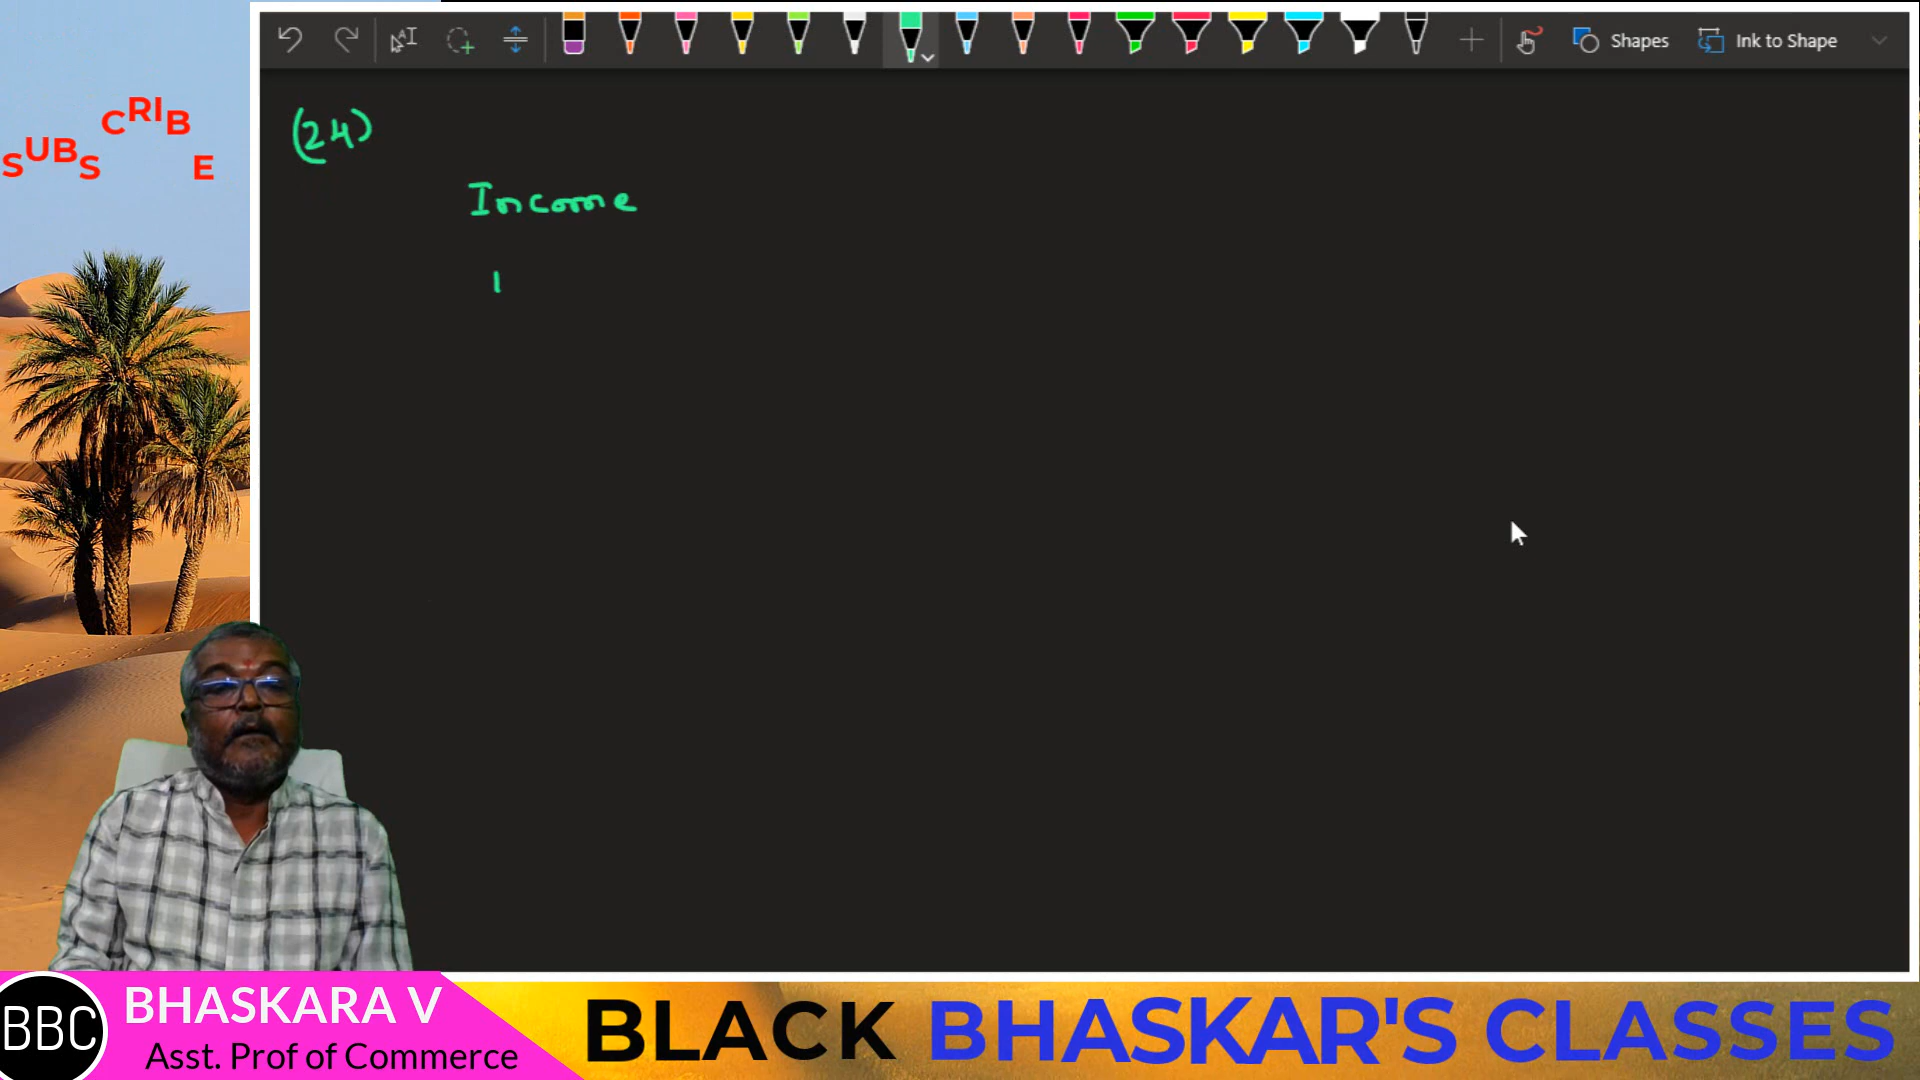 Shapes
Ink to Shape
SUBSCRIBE
(24)
Income
1
BBC
BHASKARA V
Asst. Prof of Commerce
BLACK BHASKAR'S CLASSES